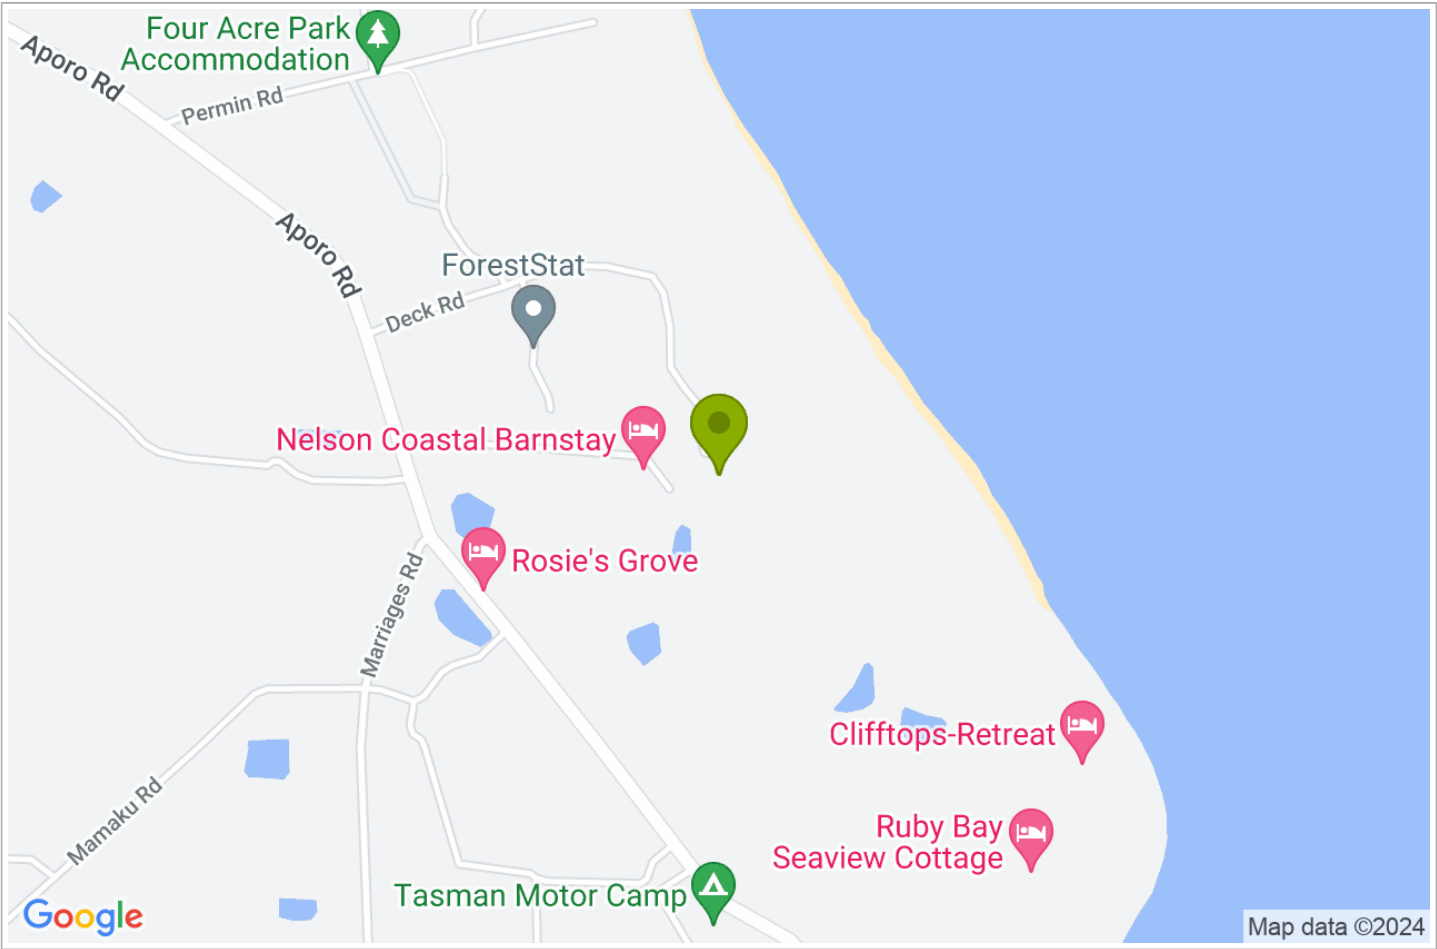 Four Acre Park
Accommodation
Aporo Rd
Permin Rd
Aporo Rd
ForestStat
Deck Rd
Nelson Coastal Barnstay
Rosie's Grove
Marriages Rd
Clifftops-Retreat
Mamaku Rd
Ruby Bay
Seaview Cottage
Tasman Motor Camp
Google
Map data ©2024